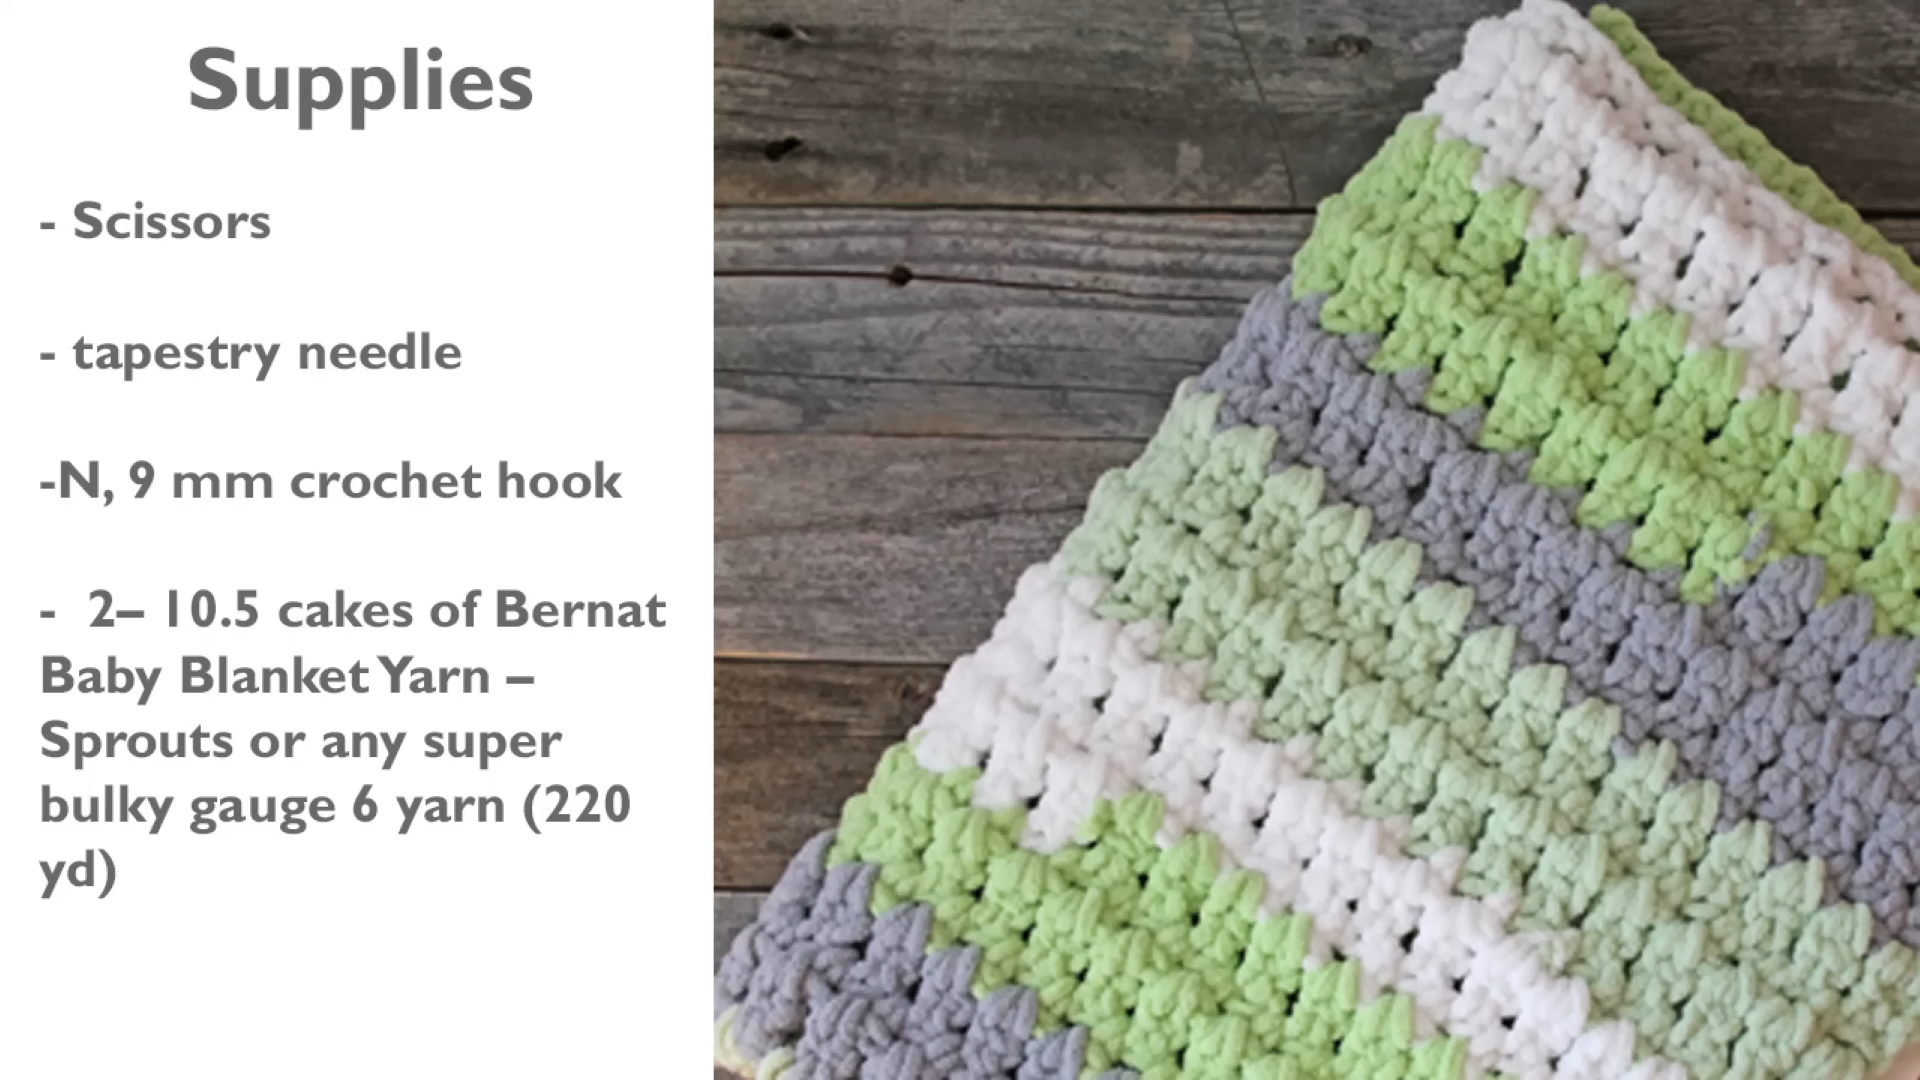 Supplies
- Scissors
- tapestry needle
-N, 9 mm crochet hook
- 2– 10.5 cakes of Bernat
Baby Blanket Yarn –
Sprouts or any super
bulky gauge 6 yarn (220
yd)